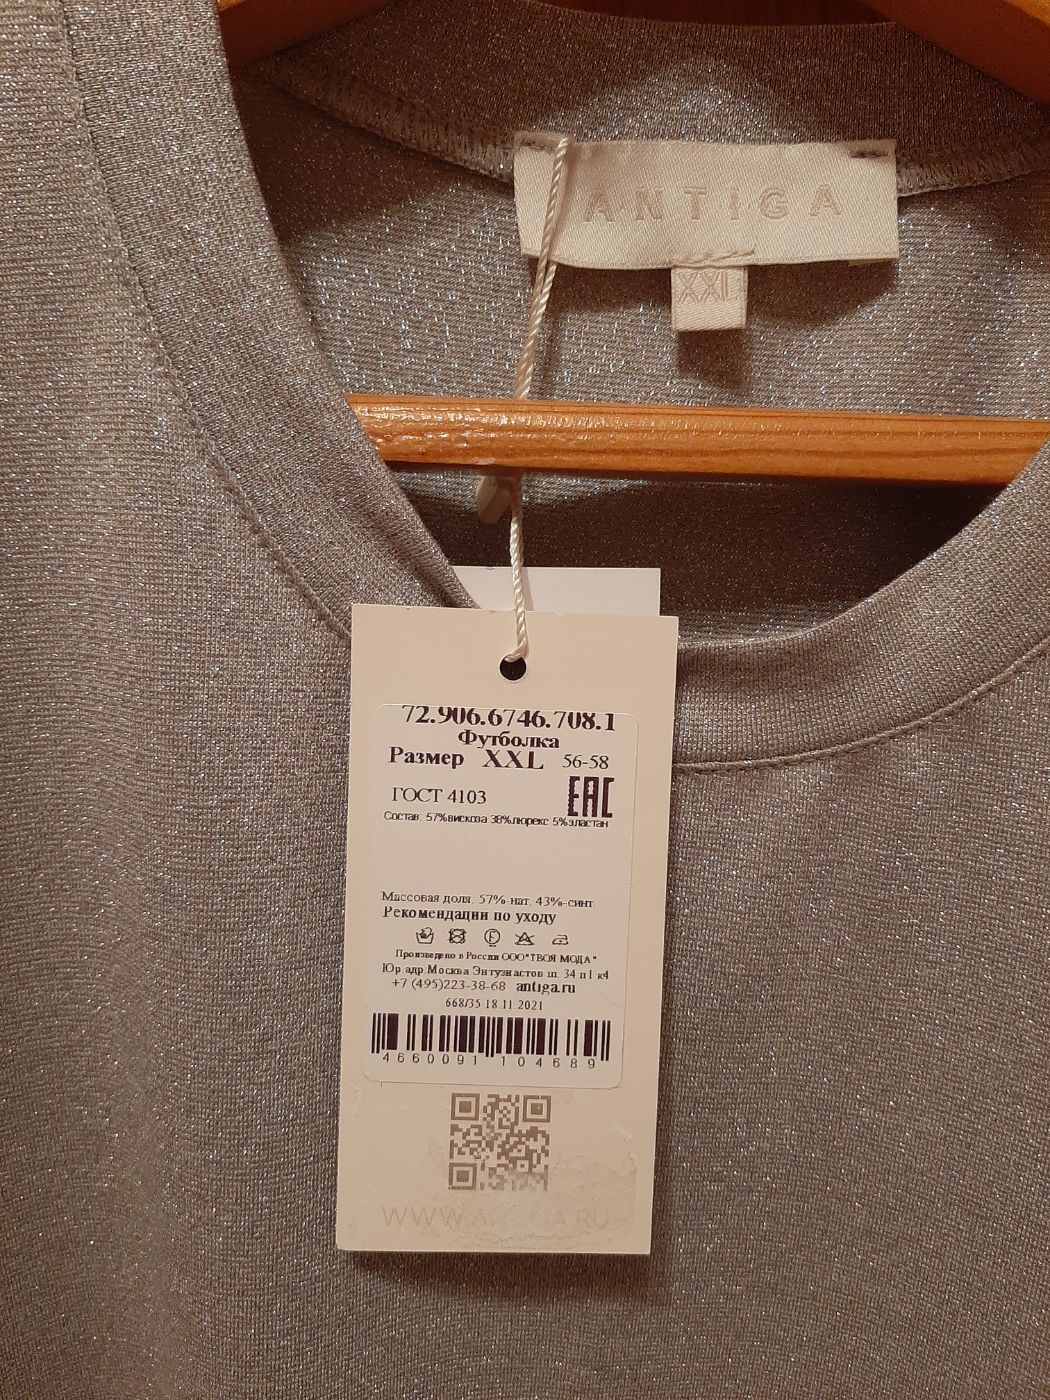 ANTIGA
XXL
72.906.6746.708.1
Футболка
Размер XXL 56-58
ГОСТ 4103 EAC
Состав: 57%вискоза 38%люрекс 5%эластан
Массовая доля. 57%-нат. 43%-синт.
Рекомендации по уходу
Произведено в России ООО"ТВОЯ МОДА"
Юр.адр.Москва Энтузиастов ш. 34 п1 к4
+7 (495)223-38-68 antiga.ru
668/35 18.11.2021
4660091104689
WWW.ANTIGA.RU